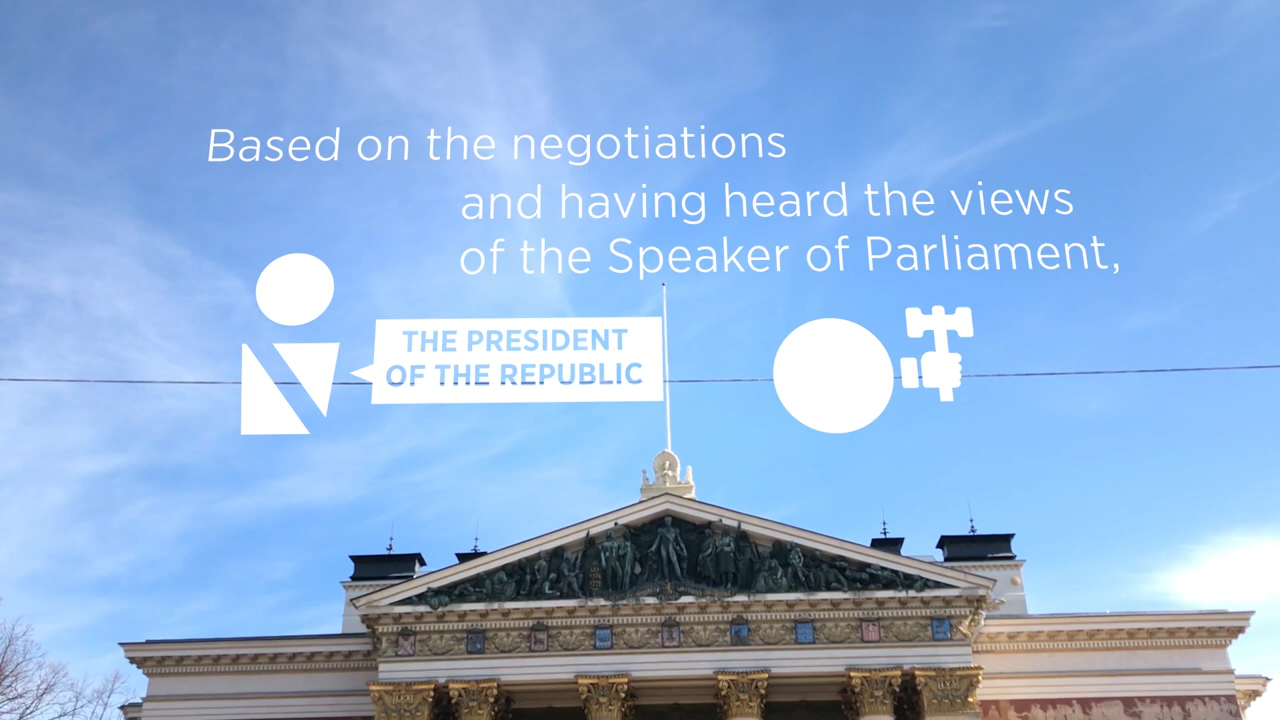 Based on the negotiations
and having heard the views
of the Speaker of Parliament,
THE PRESIDENT
OF THE REPUBLIC